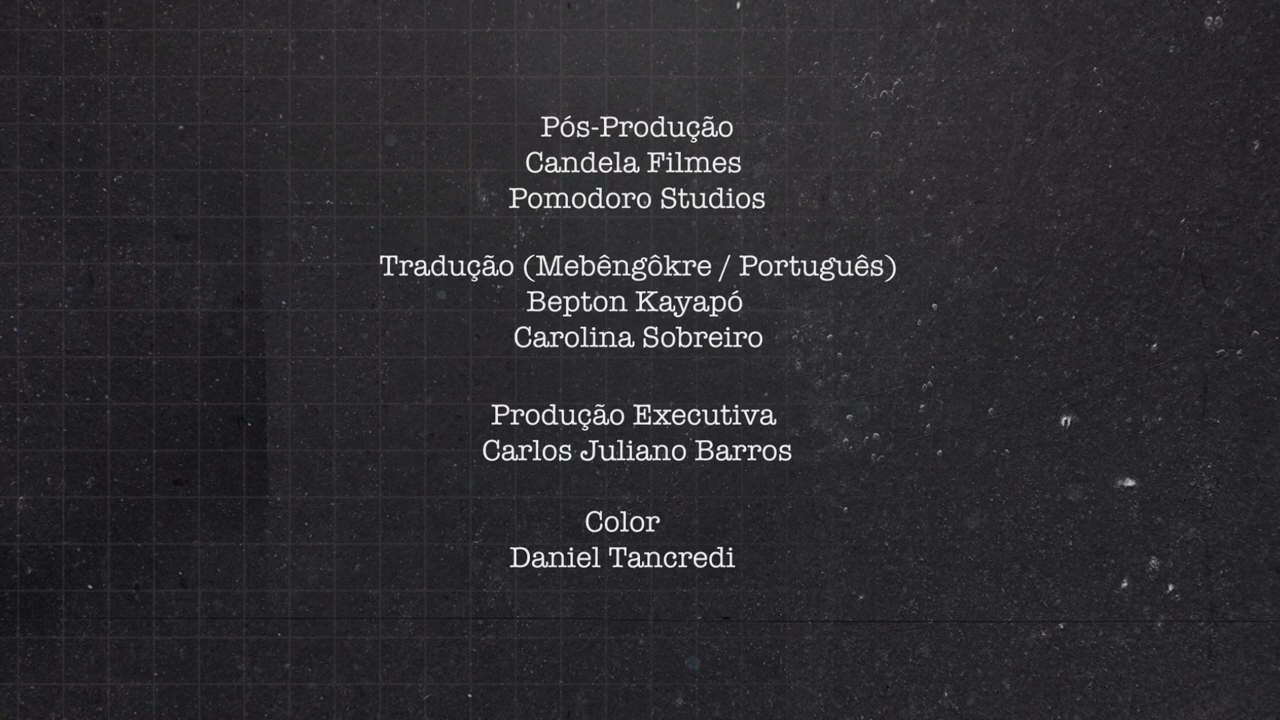 Pós-Produção
Candela Filmes
Pomodoro Studios
Tradução (Mebêngôkre / Português)
Bepton Kayapó
Carolina Sobreiro
Produção Executiva
Carlos Juliano Barros
Color
Daniel Tancredi